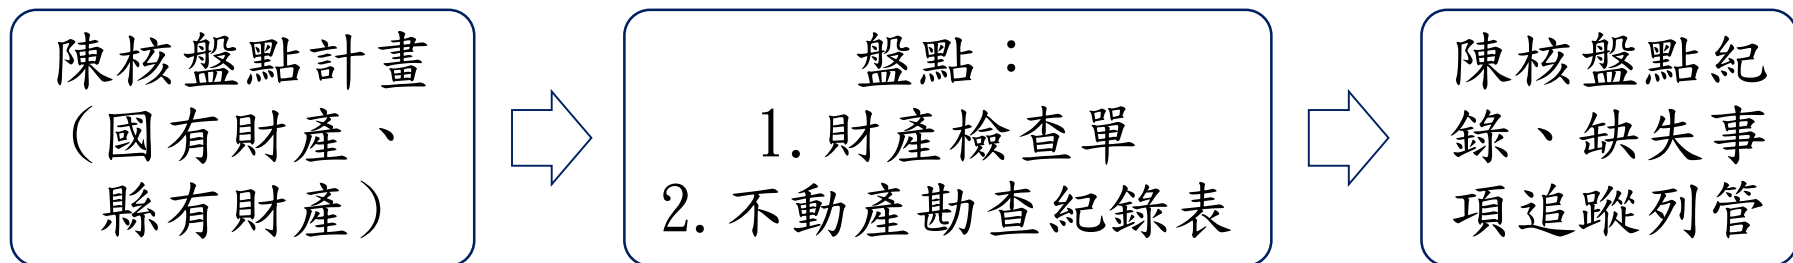 陳核盤點計畫
（國有財產、
縣有財產）
盤點：
1.財產檢查單
2.不動產勘查紀錄表
陳核盤點紀
錄、缺失事
項追蹤列管